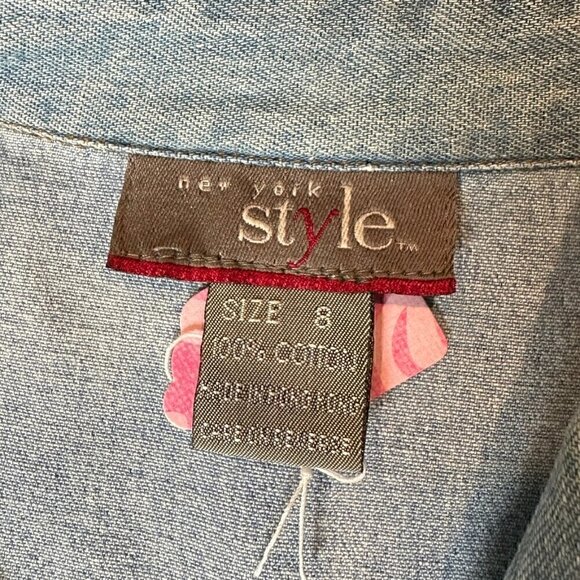 new york
style™
SIZE 8
100% COTTON
MADE IN HONG KONG
CARE ON REVERSE